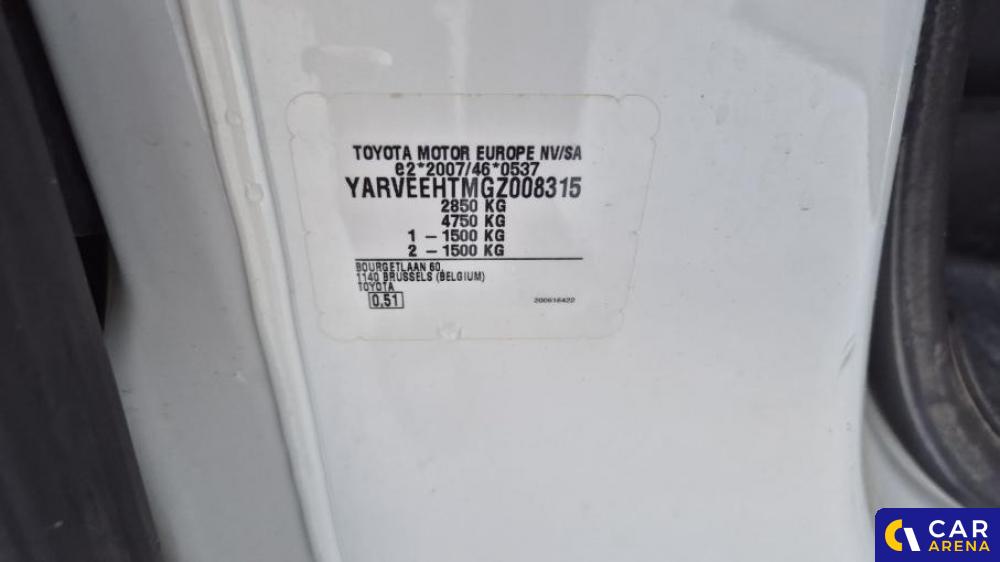 TOYOTA MOTOR EUROPE NV/SA
e2*2007/46*0537
YARVEEHTMGZ008315
2850 KG
4750 KG
1 – 1500 KG
2 – 1500 KG
BOURGETLAAN 60,
1140 BRUSSELS (BELGIUM)
TOYOTA
0,51
200616422
CAR
ARENA